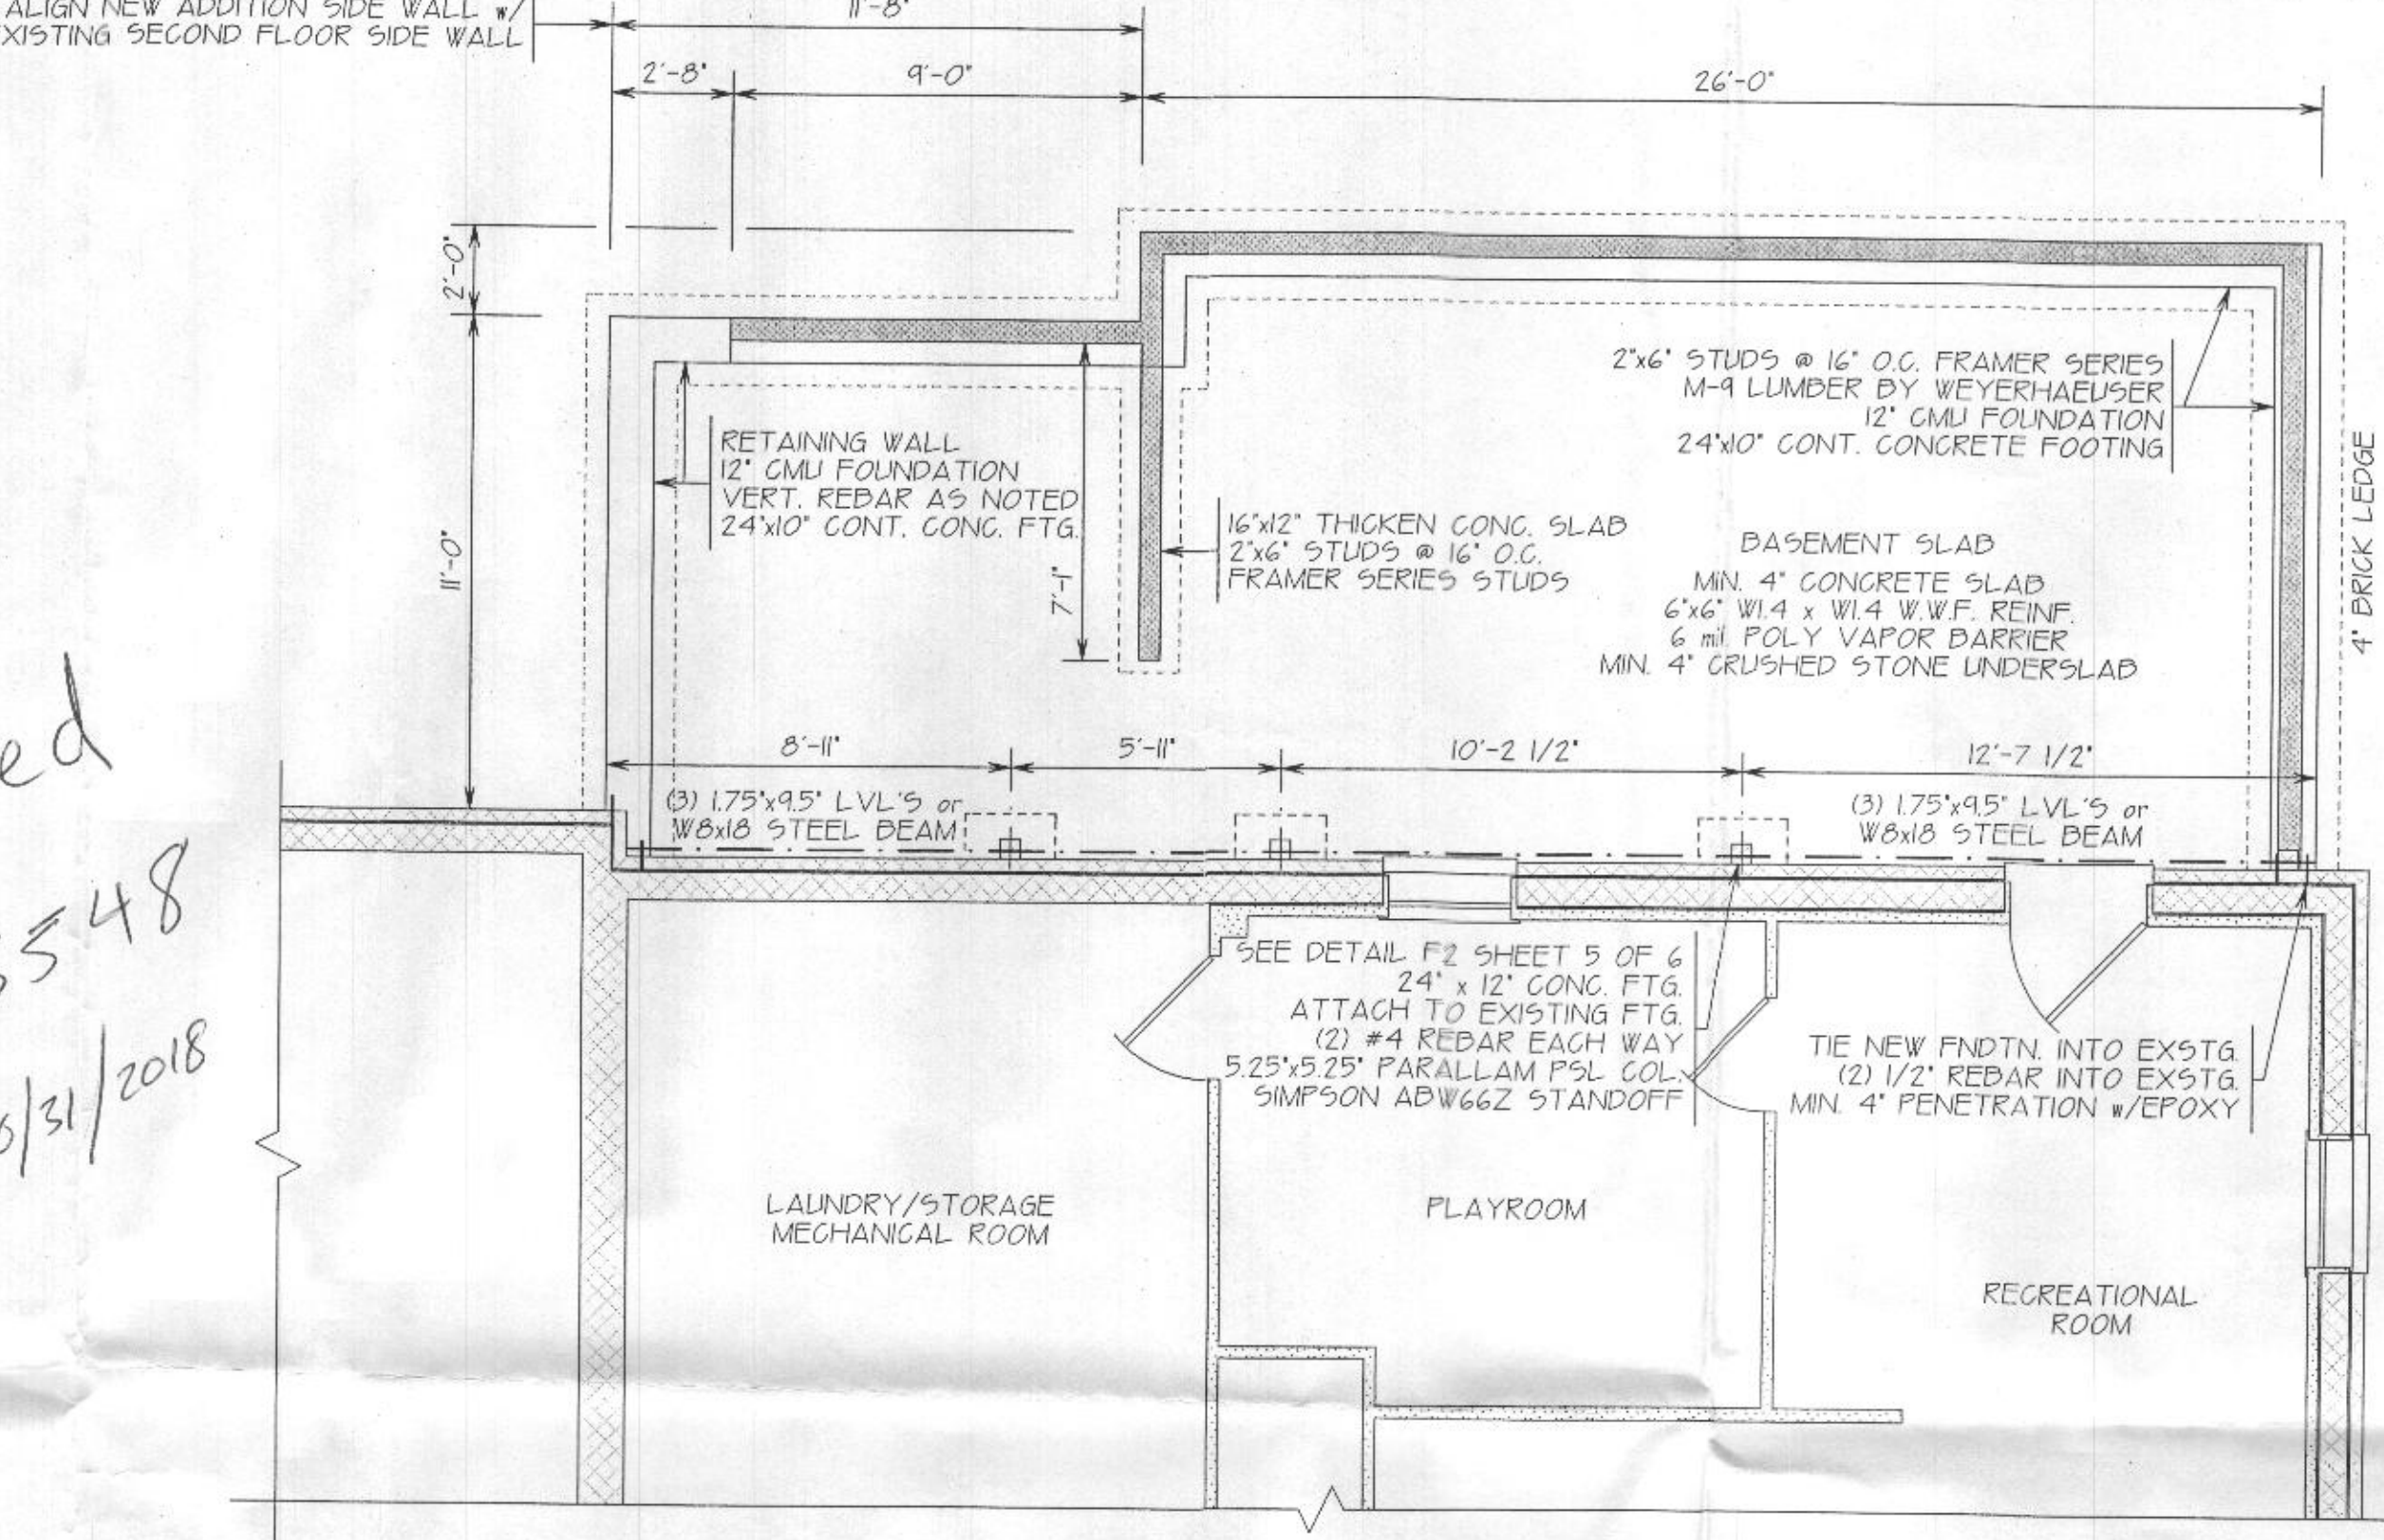 ALIGN NEW ADDITION SIDE WALL w/
EXISTING SECOND FLOOR SIDE WALL
11'-8"
2'-8"
9'-0"
26'-0"
2'-0"
11'-0"
RETAINING WALL
12" CMU FOUNDATION
VERT. REBAR AS NOTED
24"x10" CONT. CONC. FTG.
7'-1"
16"x12" THICKEN CONC. SLAB
2"x6" STUDS @ 16" O.C.
FRAMER SERIES STUDS
2"x6" STUDS @ 16" O.C. FRAMER SERIES
M-9 LUMBER BY WEYERHAEUSER
12" CMU FOUNDATION
24"x10" CONT. CONCRETE FOOTING
BASEMENT SLAB
MIN. 4" CONCRETE SLAB
6"x6" W1.4 x W1.4 W.W.F. REINF.
6 mil. POLY VAPOR BARRIER
MIN. 4" CRUSHED STONE UNDERSLAB
4" BRICK LEDGE
8'-11"
5'-11"
10'-2 1/2"
12'-7 1/2"
(3) 1.75"x9.5" LVL'S or
W8x18 STEEL BEAM
(3) 1.75"x9.5" LVL'S or
W8x18 STEEL BEAM
ed
548
/31/2018
SEE DETAIL F2 SHEET 5 OF 6
24" x 12" CONC. FTG.
ATTACH TO EXISTING FTG.
(2) #4 REBAR EACH WAY
5.25"x5.25" PARALLAM PSL COL.
SIMPSON ABW66Z STANDOFF
TIE NEW FNDTN. INTO EXSTG.
(2) 1/2" REBAR INTO EXSTG.
MIN. 4" PENETRATION w/EPOXY
LAUNDRY/STORAGE
MECHANICAL ROOM
PLAYROOM
RECREATIONAL
ROOM